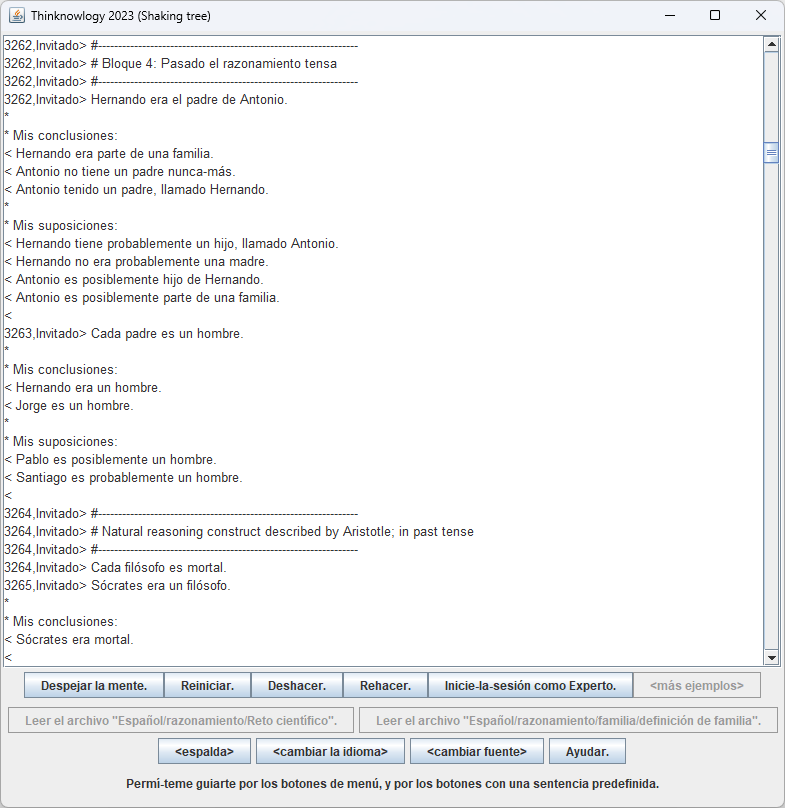 Thinknowlogy 2023 (Shaking tree)
3262,Invitado> #-----------------------------------------------------------------
3262,Invitado> # Bloque 4: Pasado el razonamiento tensa
3262,Invitado> #-----------------------------------------------------------------
3262,Invitado> Hernando era el padre de Antonio.
*
* Mis conclusiones:
< Hernando era parte de una familia.
< Antonio no tiene un padre nunca-más.
< Antonio tenido un padre, llamado Hernando.
*
* Mis suposiciones:
< Hernando tiene probablemente un hijo, llamado Antonio.
< Hernando no era probablemente una madre.
< Antonio es posiblemente hijo de Hernando.
< Antonio es posiblemente parte de una familia.
<
3263,Invitado> Cada padre es un hombre.
*
* Mis conclusiones:
< Hernando era un hombre.
< Jorge es un hombre.
*
* Mis suposiciones:
< Pablo es posiblemente un hombre.
< Santiago es probablemente un hombre.
<
3264,Invitado> #-----------------------------------------------------------------
3264,Invitado> # Natural reasoning construct described by Aristotle; in past tense
3264,Invitado> #-----------------------------------------------------------------
3264,Invitado> Cada filósofo es mortal.
3265,Invitado> Sócrates era un filósofo.
*
* Mis conclusiones:
< Sócrates era mortal.
<
Despejar la mente. Reiniciar. Deshacer. Rehacer. Inicie-la-sesión como Experto. <más ejemplos>
Leer el archivo "Español/razonamiento/Reto científico". Leer el archivo "Español/razonamiento/familia/definición de familia".
<espalda> <cambiar la idioma> <cambiar fuente> Ayudar.
Permí-teme guiarte por los botones de menú, y por los botones con una sentencia predefinida.